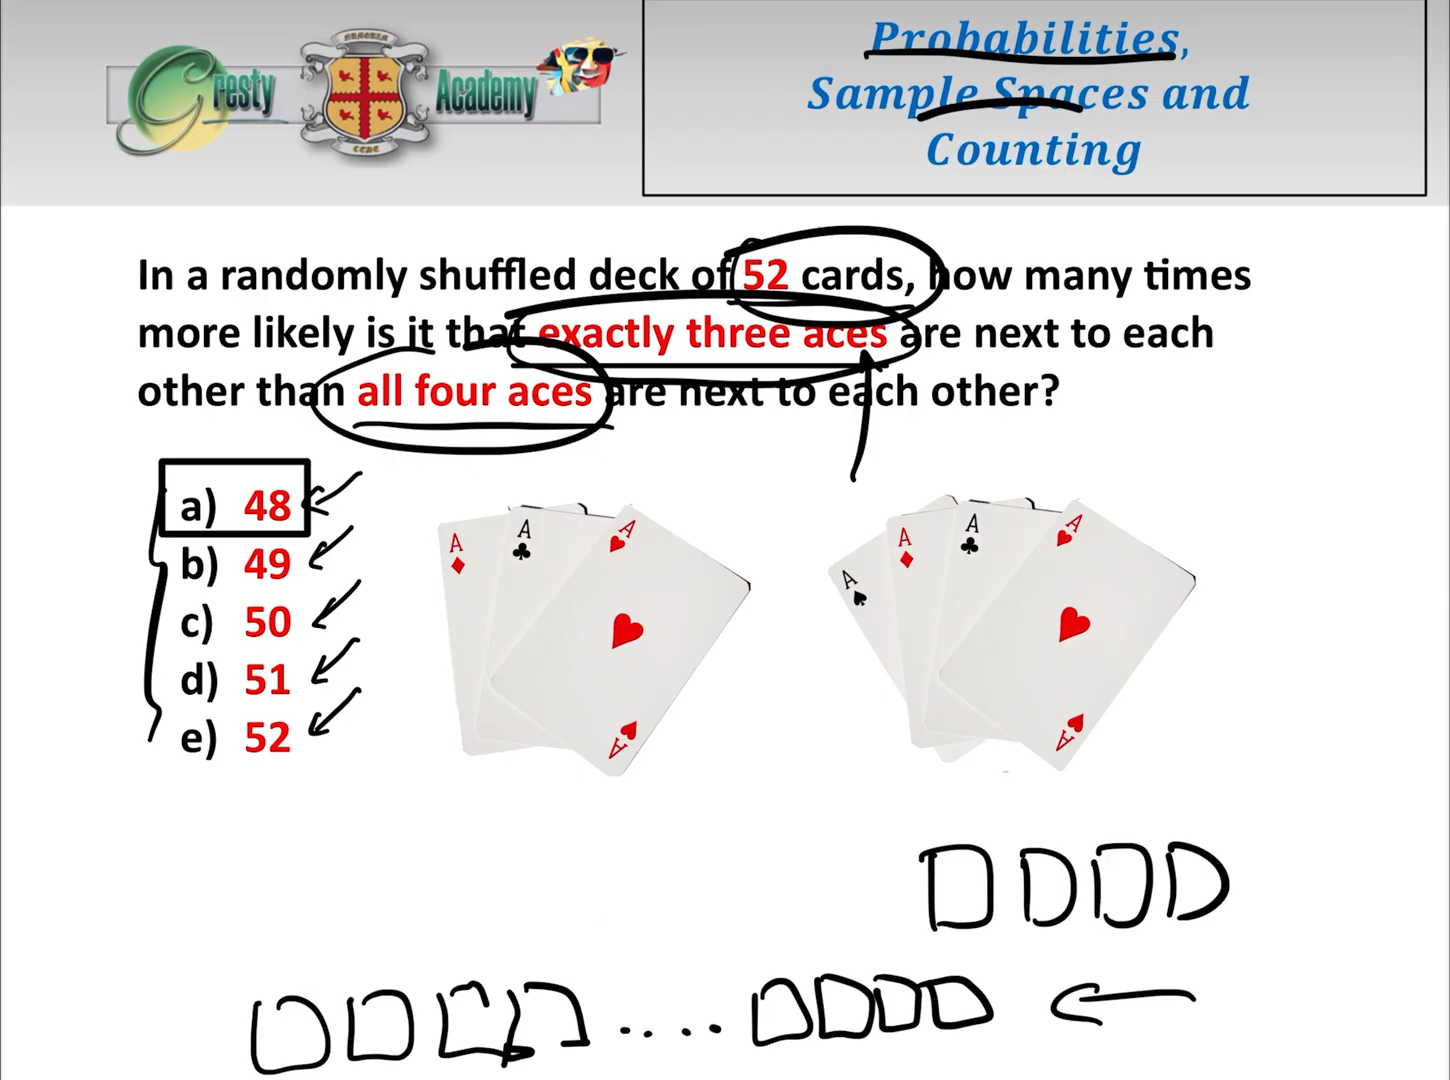 Gresty
Academy
NUNQUAM
CEDE
Probabilities,
Sample Spaces and
Counting
In a randomly shuffled deck of 52 cards, how many times
more likely is it that exactly three aces are next to each
other than all four aces are next to each other?
a) 48
b) 49
c) 50
d) 51
e) 52
A
A
A
A
A
A
A
A
A